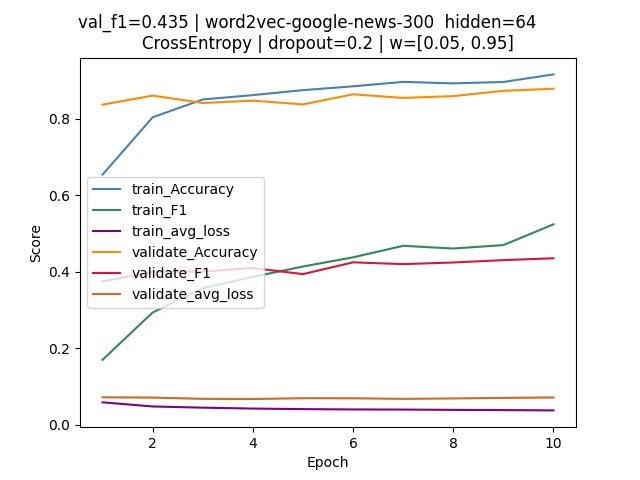 val_f1=0.435 | word2vec-google-news-300  hidden=64
CrossEntropy | dropout=0.2 | w=[0.05, 0.95]
Score
0.8
0.6
0.4
0.2
0.0
train_Accuracy
train_F1
train_avg_loss
validate_Accuracy
validate_F1
validate_avg_loss
2 4 6 8 10
Epoch